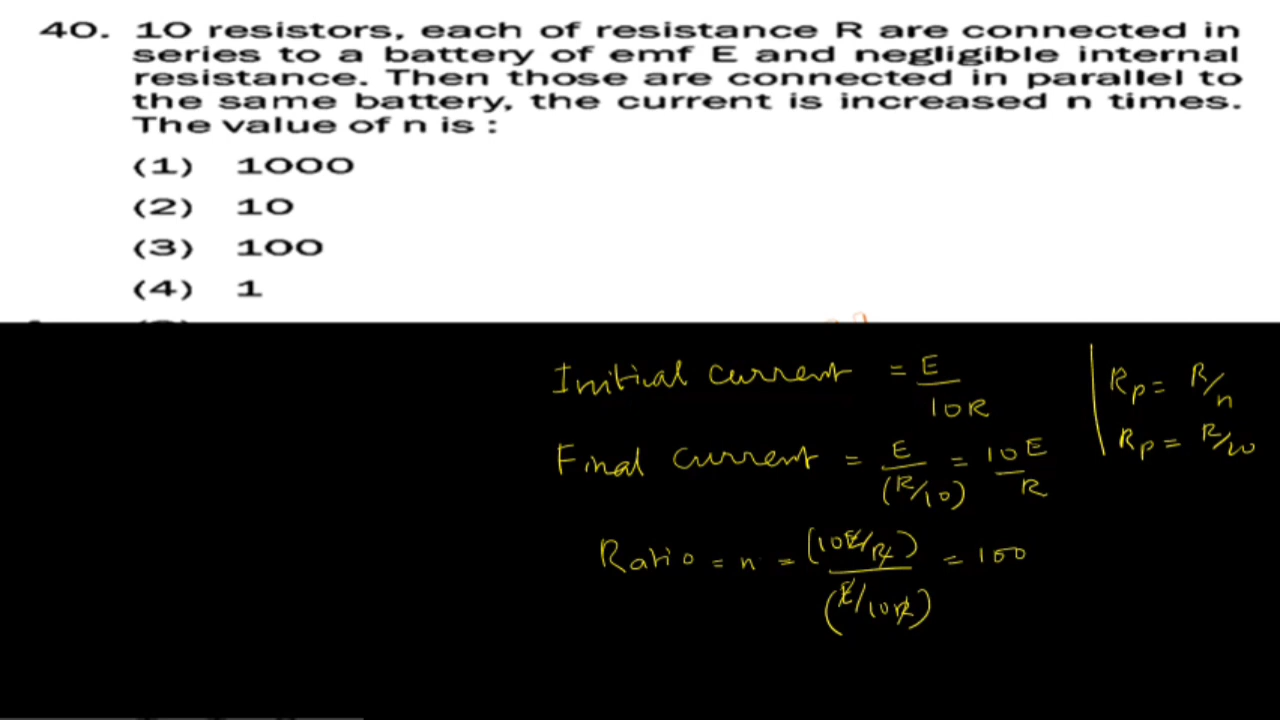 40. 10 resistors, each of resistance R are connected in
series to a battery of emf E and negligible internal
resistance. Then those are connected in parallel to
the same battery, the current is increased n times.
The value of n is :
(1) 1000
(2) 10
(3) 100
(4) 1
Initial current = E/10R
Final current = E/(R/10) = 10E/R
Ratio = n = (10E/R)/(E/10R) = 100
Rp = R/n
Rp = R/10